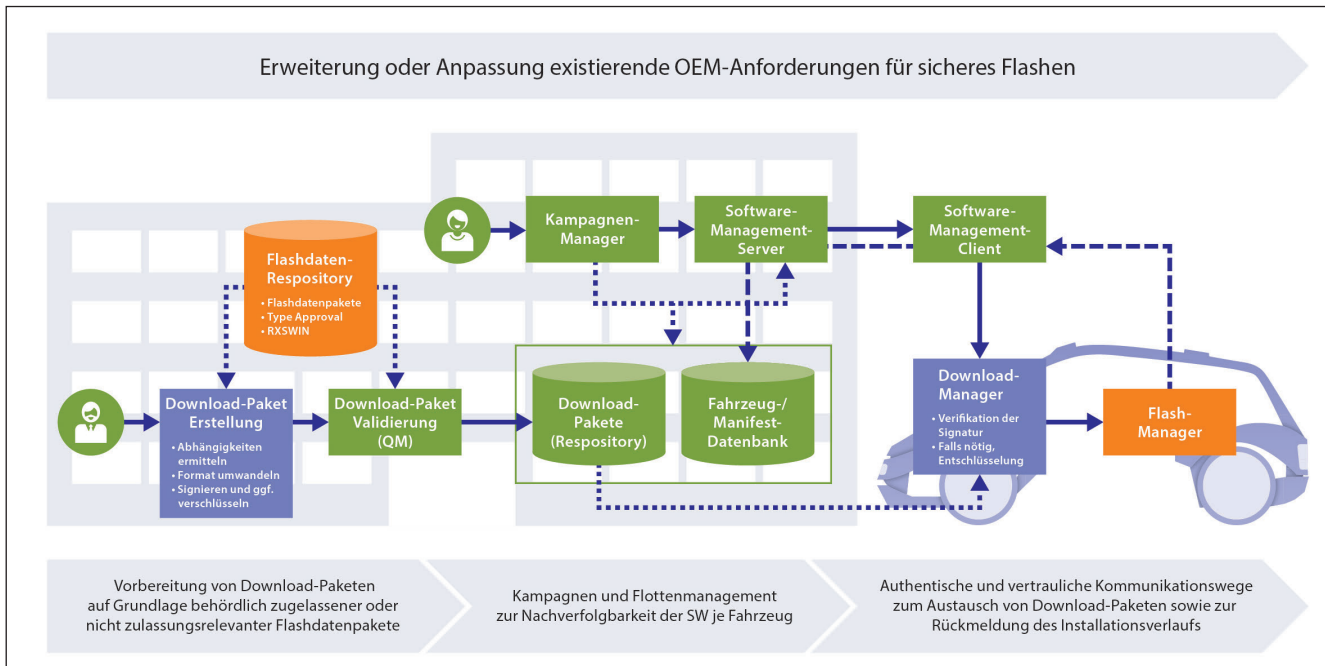 Erweiterung oder Anpassung existierende OEM-Anforderungen für sicheres Flashen
Kampagnen-
Manager
Software-
Management-
Server
Software-
Management-
Client
Flashdaten-
Respository
• Flashdatenpakete
• Type Approval
• RXSWIN
Download-Paket
Erstellung
• Abhängigkeiten
ermitteln
• Format umwandeln
• Signieren und ggf.
verschlüsseln
Download-Paket
Validierung
(QM)
Download-
Pakete
(Respository)
Fahrzeug-/
Manifest-
Datenbank
Download-
Manager
• Verifikation der
Signatur
• Falls nötig,
Entschlüsselung
Flash-
Manager
Vorbereitung von Download-Paketen
auf Grundlage behördlich zugelassener oder
nicht zulassungsrelevanter Flashdatenpakete
Kampagnen und Flottenmanagement
zur Nachverfolgbarkeit der SW je Fahrzeug
Authentische und vertrauliche Kommunikationswege
zum Austausch von Download-Paketen sowie zur
Rückmeldung des Installationsverlaufs